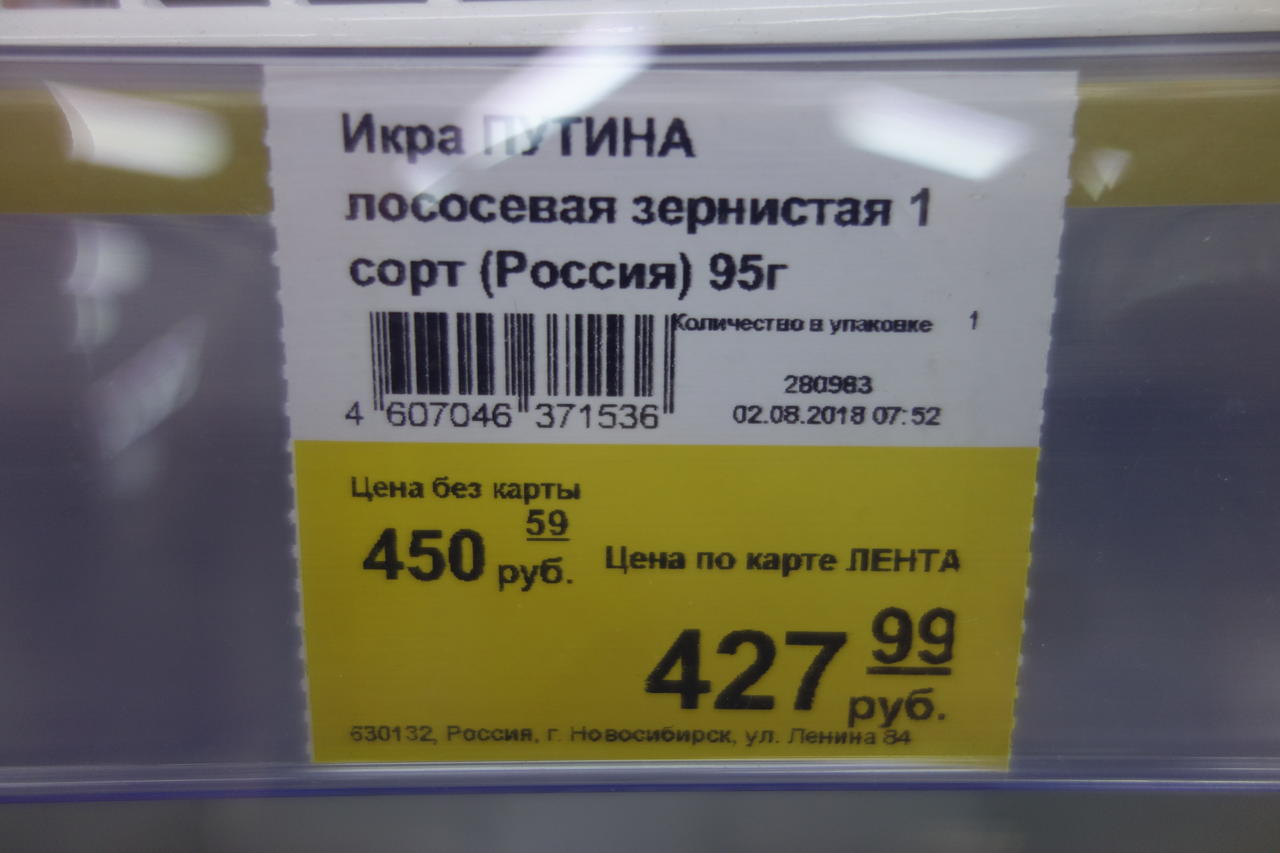 Икра ПУТИНА
лососевая зернистая 1
сорт (Россия) 95г
Количество в упаковке 1
280983
02.08.2018 07:52
4 607046 371536
Цена без карты
450 59 руб.
Цена по карте ЛЕНТА
427 99 руб.
630132, Россия, г. Новосибирск, ул. Ленина 84